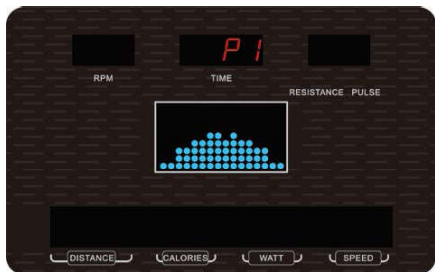 P1
RPM
TIME
RESISTANCE PULSE
DISTANCE
CALORIES
WATT
SPEED